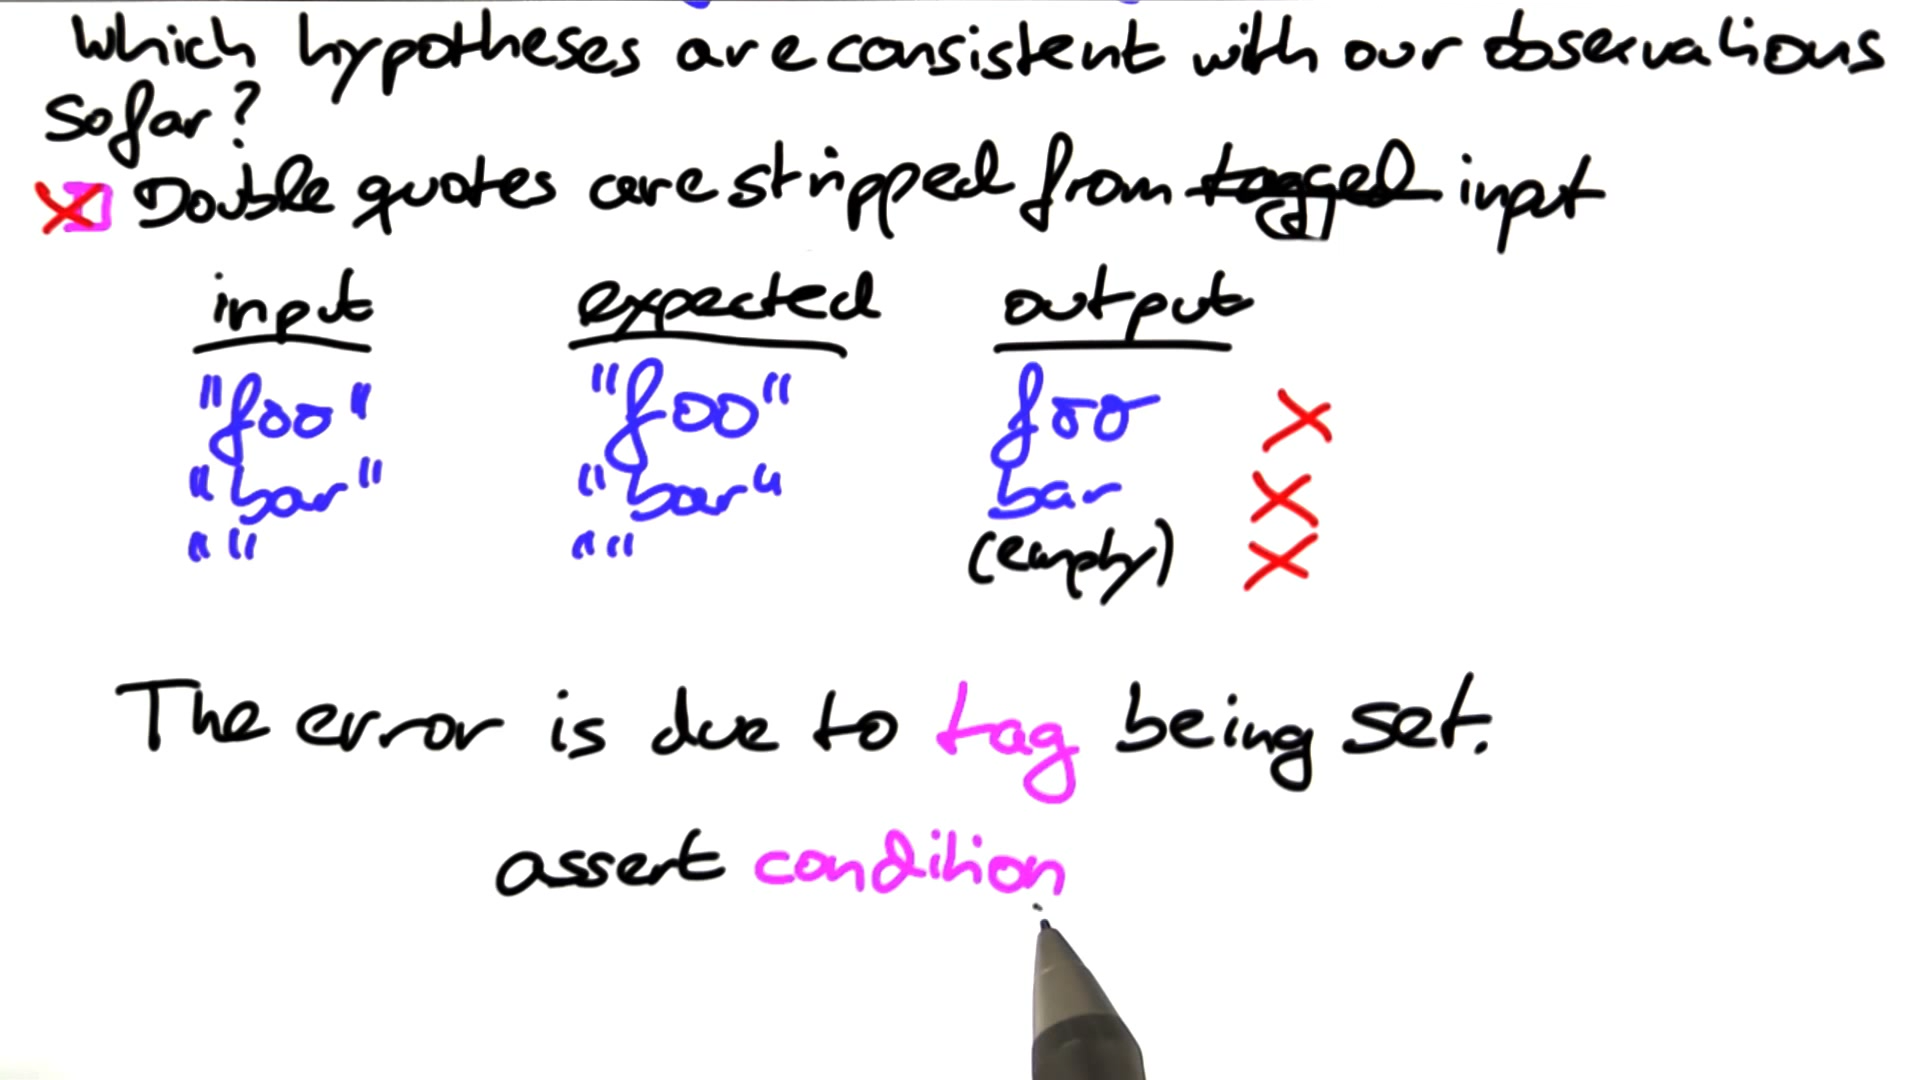 Which hypotheses are consistent with our observations
so far?
Double quotes are stripped from tagged input
input expected output
"foo" "foo" foo
"bar" "bar" bar
"" "" (empty)
The error is due to tag being set.
assert condition